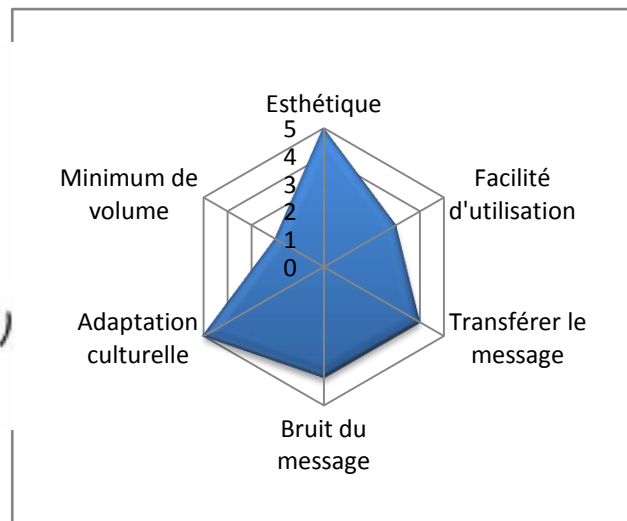 Esthétique
5
4
3
2
1
0
Facilité
d'utilisation
Transférer le
message
Bruit du
message
Adaptation
culturelle
Minimum de
volume